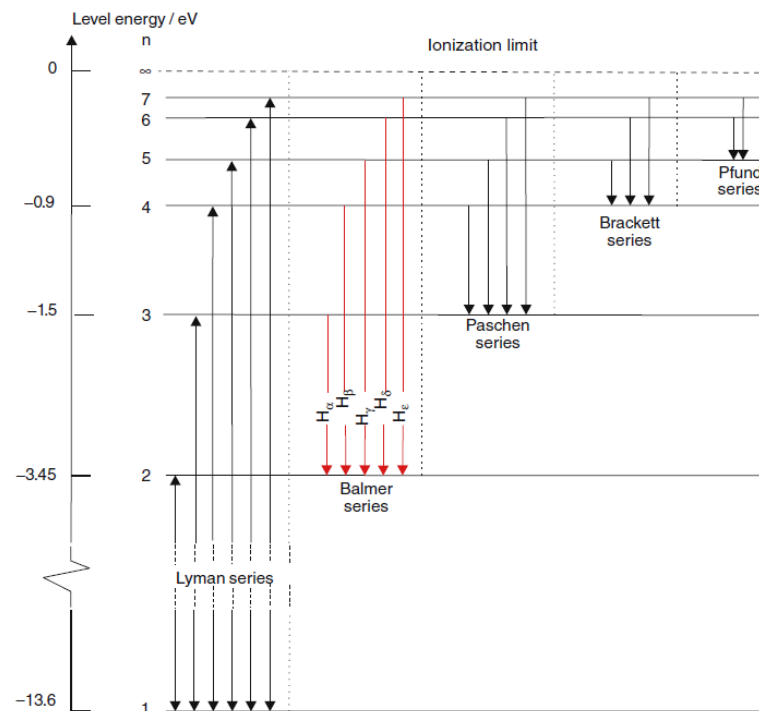 Level energy / eV
n
Ionization limit
0
∞
7
6
5
Pfund
series
−0.9
4
Brackett
series
−1.5
3
Paschen
series
Hα
Hβ
Hγ
Hδ
Hε
−3.45
2
Balmer
series
Lyman series
−13.6
1